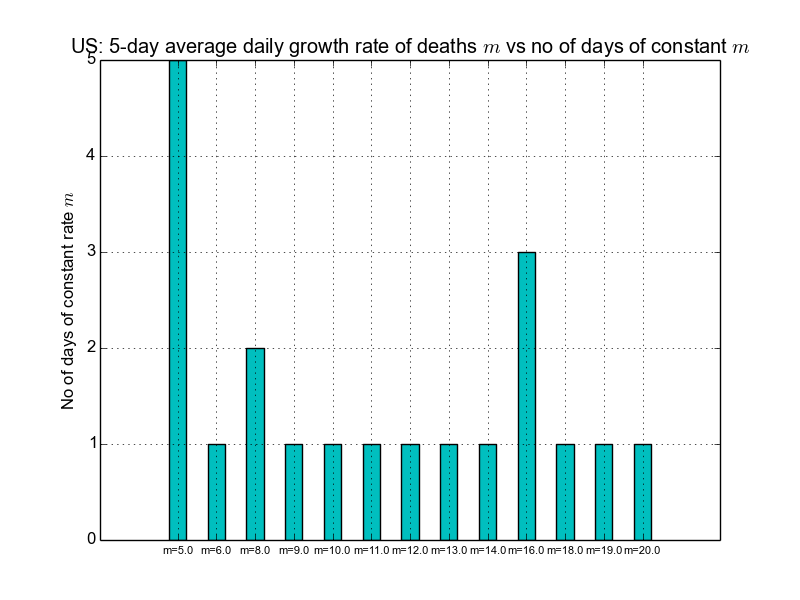 US: 5-day average daily growth rate of deaths m vs no of days of constant m
No of days of constant rate m
5
4
3
2
1
0
m=5.0 m=6.0 m=8.0 m=9.0 m=10.0 m=11.0 m=12.0 m=13.0 m=14.0 m=16.0 m=18.0 m=19.0 m=20.0